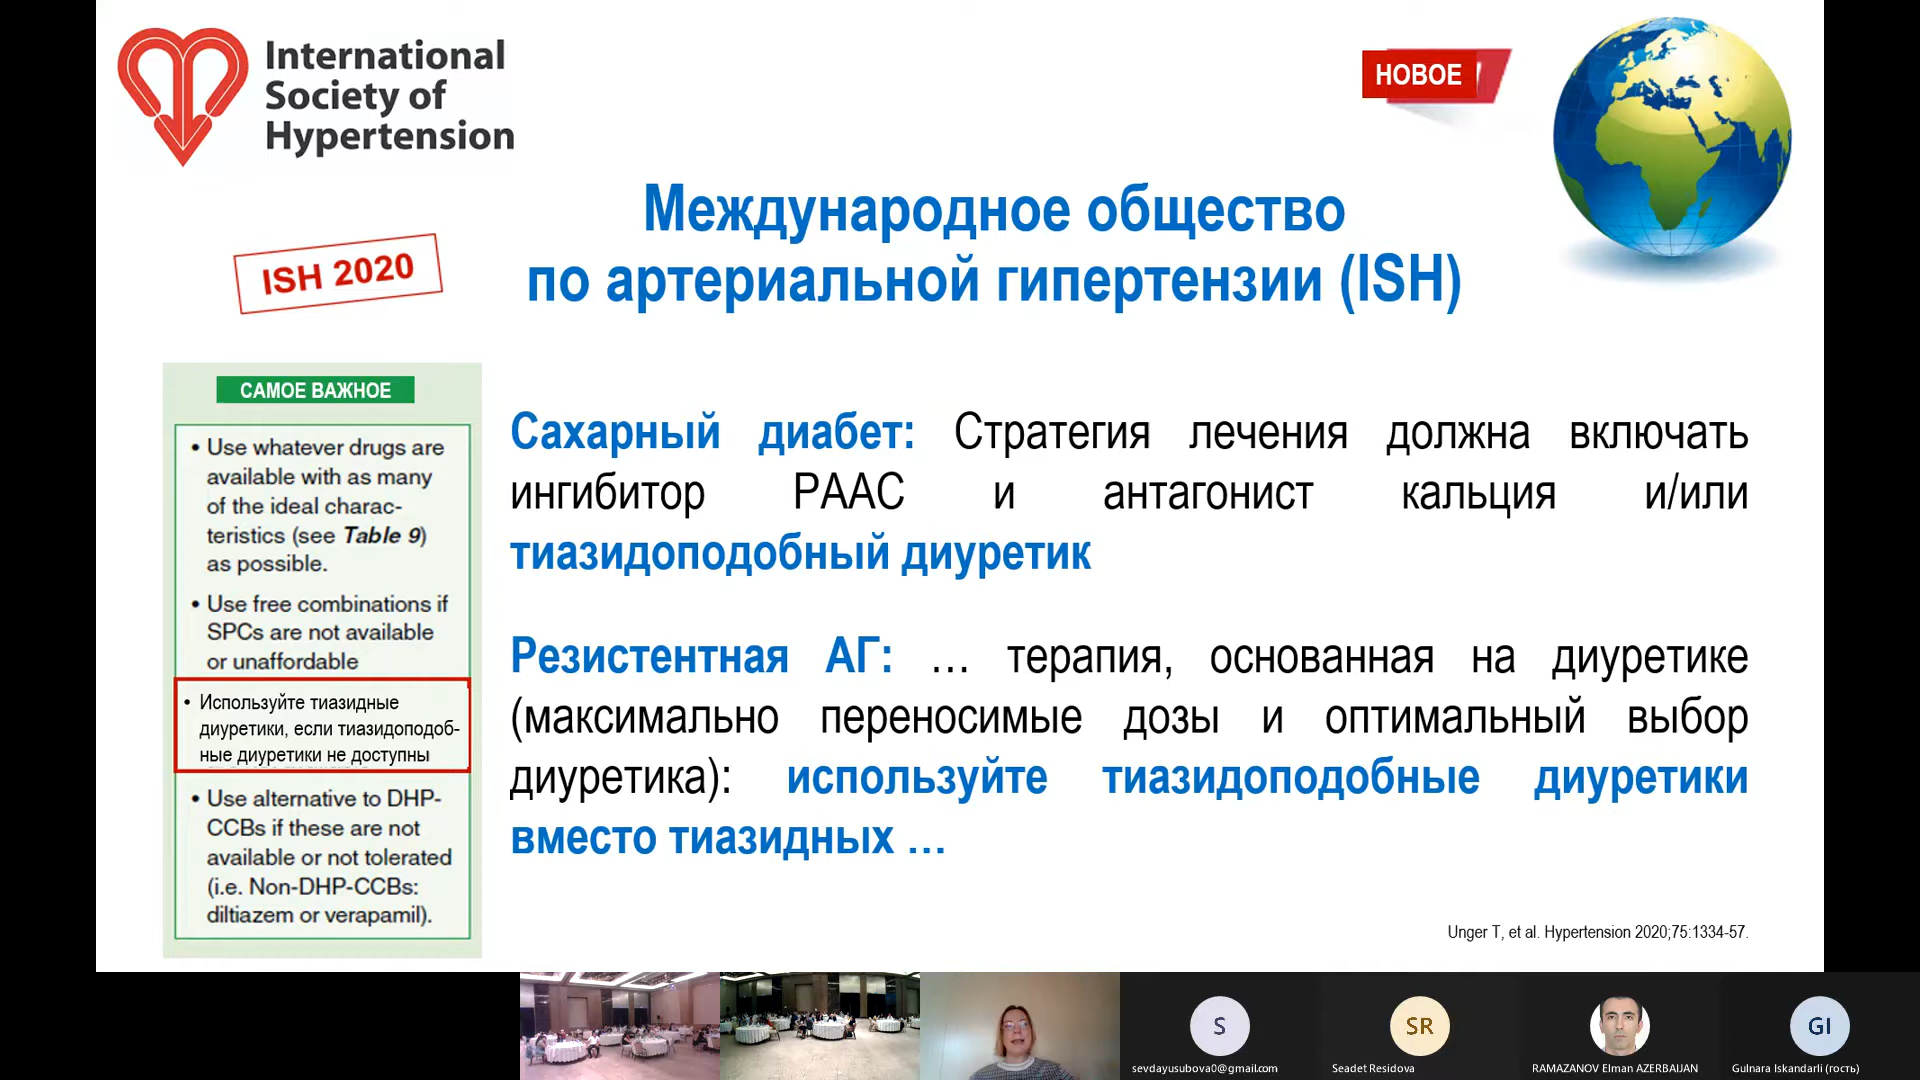 International
Society of
Hypertension
НОВОЕ
Международное общество
по артериальной гипертензии (ISH)
ISH 2020
САМОЕ ВАЖНОЕ
• Use whatever drugs are
available with as many
of the ideal charac-
teristics (see Table 9)
as possible.
• Use free combinations if
SPCs are not available
or unaffordable
• Используйте тиазидные
диуретики, если тиазидоподоб-
ные диуретики не доступны
• Use alternative to DHP-
CCBs if these are not
available or not tolerated
(i.e. Non-DHP-CCBs:
diltiazem or verapamil).
Сахарный диабет: Стратегия лечения должна включать
ингибитор РААС и антагонист кальция и/или
тиазидоподобный диуретик
Резистентная АГ: … терапия, основанная на диуретике
(максимально переносимые дозы и оптимальный выбор
диуретика): используйте тиазидоподобные диуретики
вместо тиазидных …
Unger T, et al. Hypertension 2020;75:1334-57.
S
SR
GI
sevdayusubova0@gmail.com
Seadet Residova
RAMAZANOV Elman AZERBAIJAN
Gulnara Iskandarli (гость)